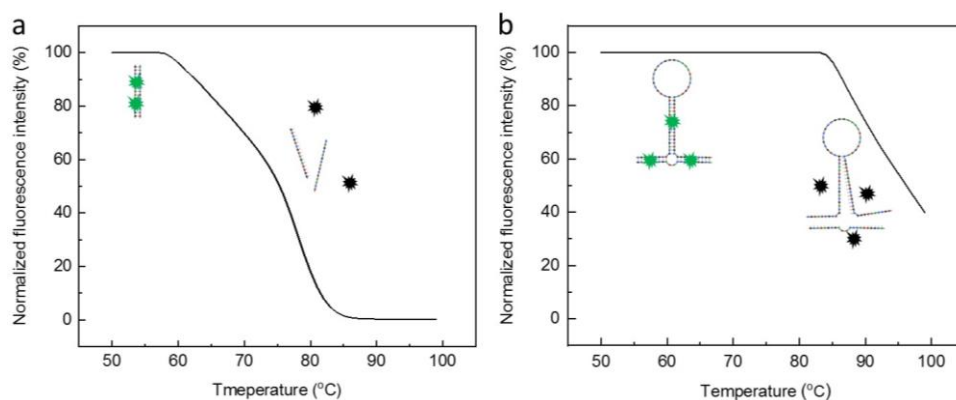 a
Normalized fluorescence intensity (%)
100
80
60
40
20
0
50 60 70 80 90 100
Tmeperature (°C)
b
Normalized fluorescence intensity (%)
100
80
60
40
20
0
50 60 70 80 90 100
Temperature (°C)